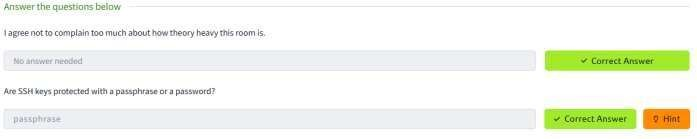 Answer the questions below
I agree not to complain too much about how theory heavy this room is.
No answer needed
✓ Correct Answer
Are SSH keys protected with a passphrase or a password?
passphrase
✓ Correct Answer
Hint